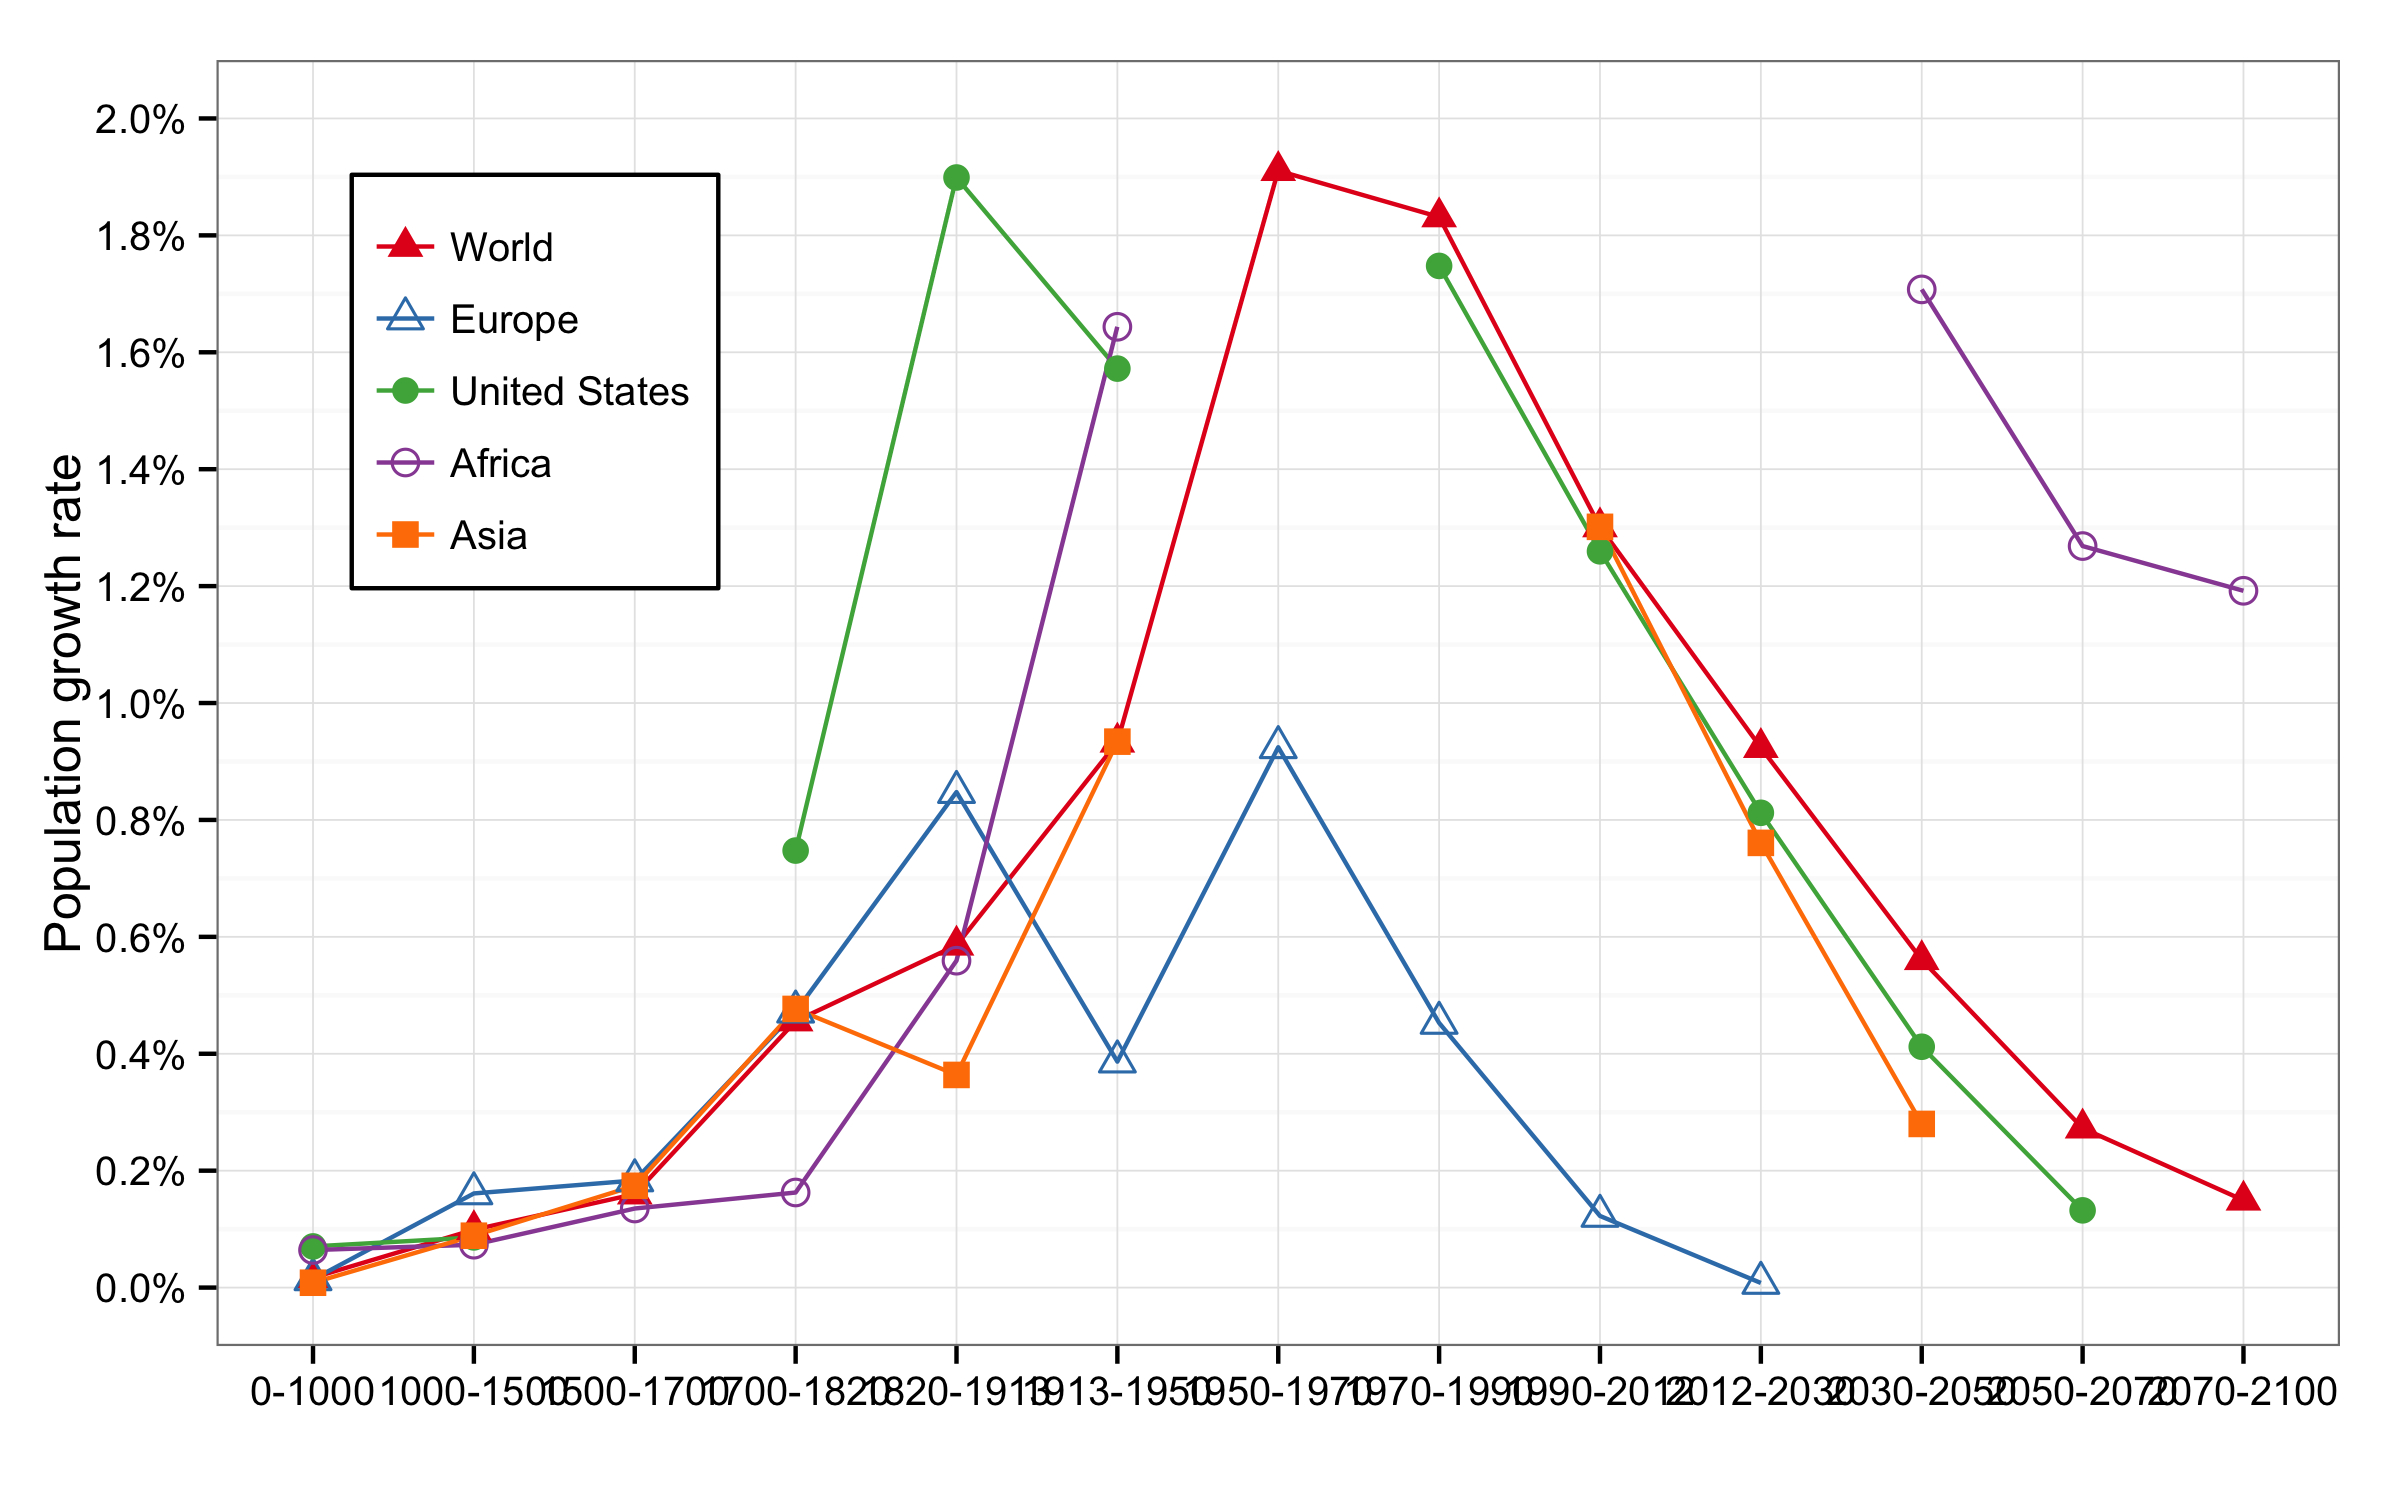 2.0%
1.8%
1.6%
1.4%
1.2%
1.0%
0.8%
0.6%
0.4%
0.2%
0.0%
Population growth rate
World
Europe
United States
Africa
Asia
0-1000 1000-1500 1500-1700 1700-1820 1820-1913 1913-1950 1950-1970 1970-1990 1990-2012 2012-2030 2030-2050 2050-2070 2070-2100